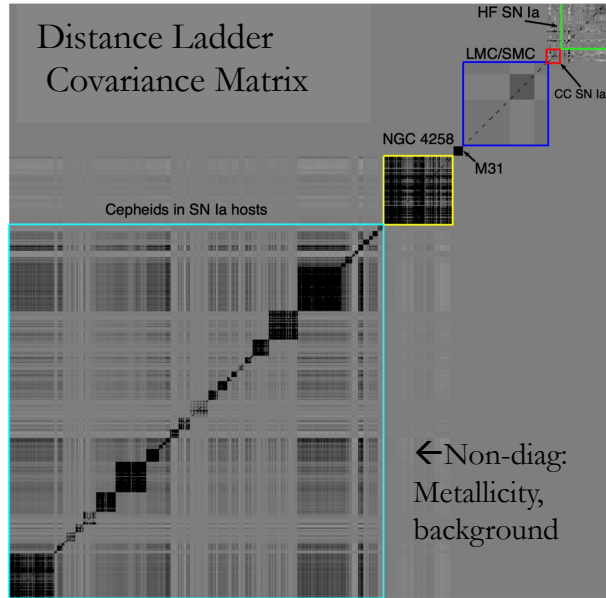 Distance Ladder
Covariance Matrix
HF SN Ia
LMC/SMC
CC SN Ia
NGC 4258
M31
Cepheids in SN Ia hosts
←Non-diag:
Metallicity,
background